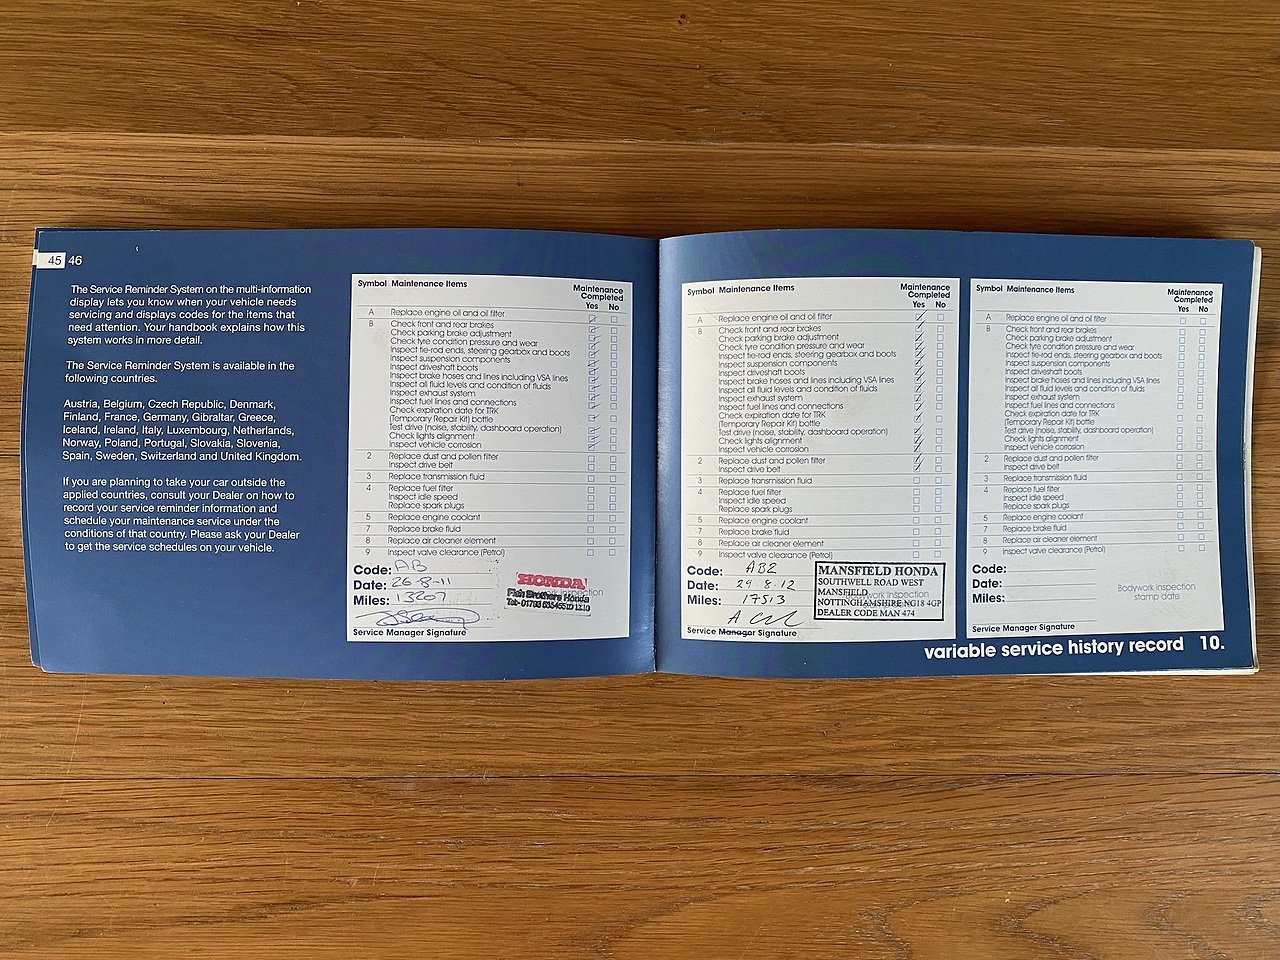 45 46
The Service Reminder System on the multi-information
display lets you know when your vehicle needs
servicing and displays codes for the items that
need attention. Your handbook explains how this
system works in more detail.
The Service Reminder System is available in the
following countries.
Austria, Belgium, Czech Republic, Denmark,
Finland, France, Germany, Gibraltar, Greece,
Iceland, Ireland, Italy, Luxembourg, Netherlands,
Norway, Poland, Portugal, Slovakia, Slovenia,
Spain, Sweden, Switzerland and United Kingdom.
If you are planning to take your car outside the
applied countries, consult your Dealer on how to
record your service reminder information and
schedule your maintenance service under the
conditions of that country. Please ask your Dealer
to get the service schedules on your vehicle.
Symbol Maintenance Items Maintenance
Completed
Yes No
A Replace engine oil and oil filter
B Check front and rear brakes
Check parking brake adjustment
Check tyre condition pressure and wear
Inspect tie-rod ends, steering gearbox and boots
Inspect suspension components
Inspect driveshaft boots
Inspect brake hoses and lines including VSA lines
Inspect all fluid levels and condition of fluids
Inspect exhaust system
Inspect fuel lines and connections
Check expiration date for TRK
(Temporary Repair Kit) bottle
Test drive (noise, stability, dashboard operation)
Check lights alignment
Inspect vehicle corrosion
2 Replace dust and pollen filter
Inspect drive belt
3 Replace transmission fluid
4 Replace fuel filter
Inspect idle speed
Replace spark plugs
5 Replace engine coolant
7 Replace brake fluid
8 Replace air cleaner element
9 Inspect valve clearance (Petrol)
Code: AB
Date: 26-8-11
Miles: 13207
Service Manager Signature
HONDA
Fish Brothers Honda
Symbol Maintenance Items Maintenance
Completed
Yes No
A Replace engine oil and oil filter
B Check front and rear brakes
Check parking brake adjustment
Check tyre condition pressure and wear
Inspect tie-rod ends, steering gearbox and boots
Inspect suspension components
Inspect driveshaft boots
Inspect brake hoses and lines including VSA lines
Inspect all fluid levels and condition of fluids
Inspect exhaust system
Inspect fuel lines and connections
Check expiration date for TRK
(Temporary Repair Kit) bottle
Test drive (noise, stability, dashboard operation)
Check lights alignment
Inspect vehicle corrosion
2 Replace dust and pollen filter
Inspect drive belt
3 Replace transmission fluid
4 Replace fuel filter
Inspect idle speed
Replace spark plugs
5 Replace engine coolant
7 Replace brake fluid
8 Replace air cleaner element
9 Inspect valve clearance (Petrol)
Code: AB2
Date: 29.8.12
Miles: 17513
Service Manager Signature
MANSFIELD HONDA
SOUTHWELL ROAD WEST
MANSFIELD
NOTTINGHAMSHIRE NG18 4GP
DEALER CODE MAN 474
Symbol Maintenance Items Maintenance
Completed
Yes No
A Replace engine oil and oil filter
B Check front and rear brakes
Check parking brake adjustment
Check tyre condition pressure and wear
Inspect tie-rod ends, steering gearbox and boots
Inspect suspension components
Inspect driveshaft boots
Inspect brake hoses and lines including VSA lines
Inspect all fluid levels and condition of fluids
Inspect exhaust system
Inspect fuel lines and connections
Check expiration date for TRK
(Temporary Repair Kit) bottle
Test drive (noise, stability, dashboard operation)
Check lights alignment
Inspect vehicle corrosion
2 Replace dust and pollen filter
Inspect drive belt
3 Replace transmission fluid
4 Replace fuel filter
Inspect idle speed
Replace spark plugs
5 Replace engine coolant
7 Replace brake fluid
8 Replace air cleaner element
9 Inspect valve clearance (Petrol)
Code:
Date:
Miles:
Bodywork inspection
stamp date
Service Manager Signature
variable service history record 10.